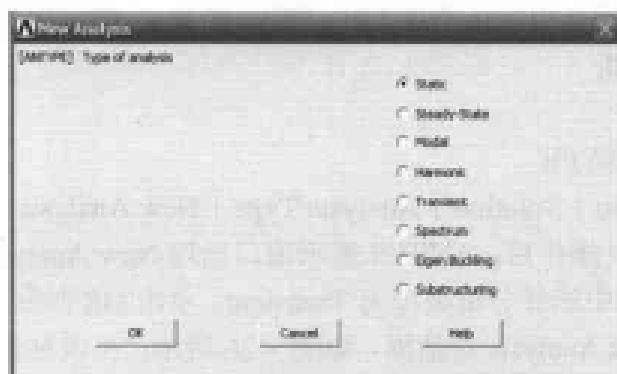 New Analysis
[ANTYPE] Type of analysis
Static
Steady-State
Modal
Harmonic
Transient
Spectrum
Eigen Buckling
Substructuring
OK
Cancel
Help